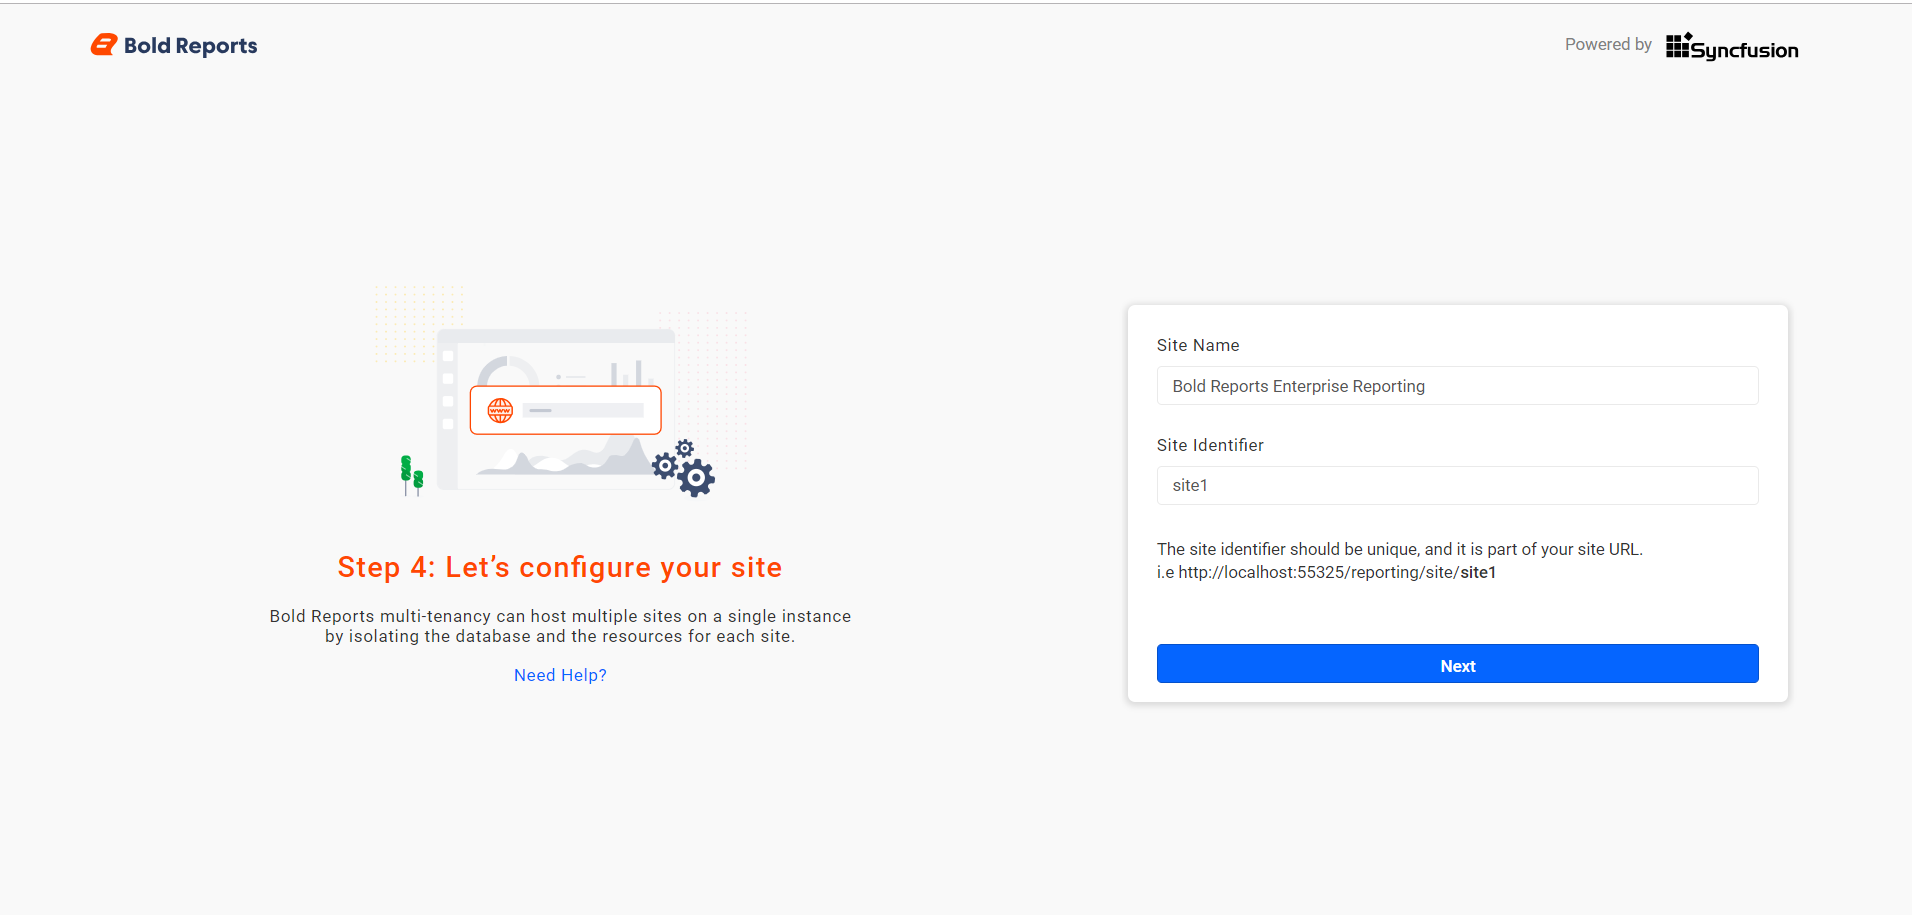 Bold Reports
Powered by Syncfusion
www
Step 4: Let’s configure your site
Bold Reports multi-tenancy can host multiple sites on a single instance
by isolating the database and the resources for each site.
Need Help?
Site Name
Bold Reports Enterprise Reporting
Site Identifier
site1
The site identifier should be unique, and it is part of your site URL.
i.e http://localhost:55325/reporting/site/site1
Next